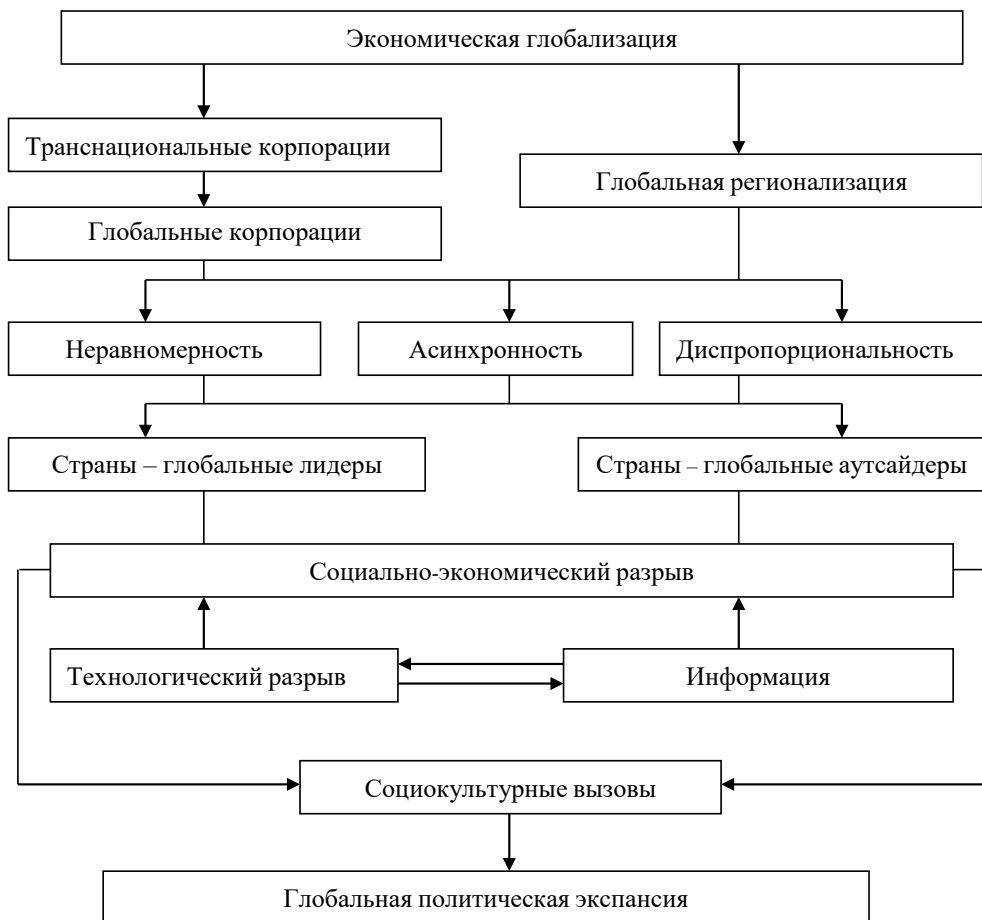 Экономическая глобализация
Транснациональные корпорации
Глобальная регионализация
Глобальные корпорации
Неравномерность
Асинхронность
Диспропорциональность
Страны – глобальные лидеры
Страны – глобальные аутсайдеры
Социально-экономический разрыв
Технологический разрыв
Информация
Социокультурные вызовы
Глобальная политическая экспансия